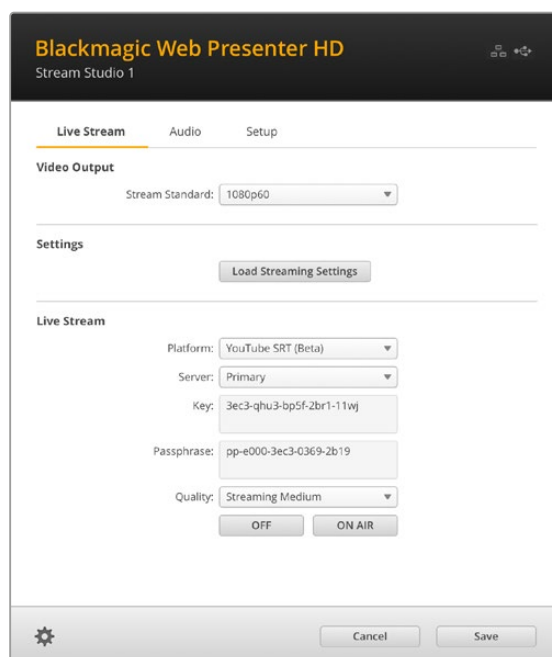 Blackmagic Web Presenter HD
Stream Studio 1
Live Stream Audio Setup
Video Output
Stream Standard: 1080p60
Settings
Load Streaming Settings
Live Stream
Platform: YouTube SRT (Beta)
Server: Primary
Key: 3ec3-qhu3-bp5f-2br1-11wj
Passphrase: pp-e000-3ec3-0369-2b19
Quality: Streaming Medium
OFF ON AIR
Cancel Save